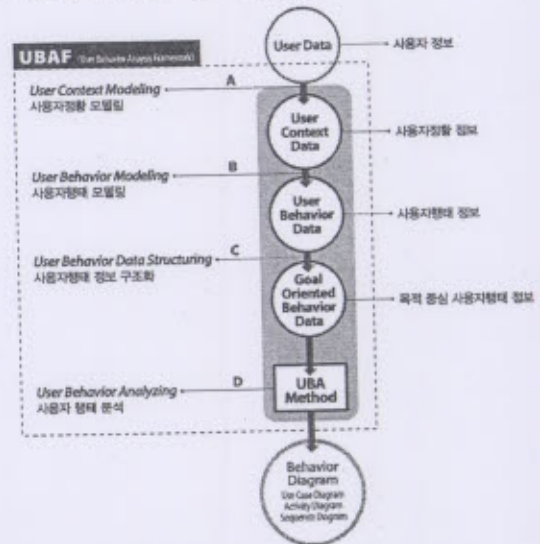 User Data
사용자 정보
UBAF (User Behavior Analysis Framework)
A
User Context Modeling
사용자정황 모델링
User
Context
Data
사용자정황 정보
B
User Behavior Modeling
사용자행태 모델링
User
Behavior
Data
사용자행태 정보
C
User Behavior Data Structuring
사용자행태 정보 구조화
Goal
Oriented
Behavior
Data
목적 중심 사용자행태 정보
D
User Behavior Analyzing
사용자 행태 분석
UBA
Method
Behavior
Diagram
Use Case Diagram
Activity Diagram
Sequence Diagram